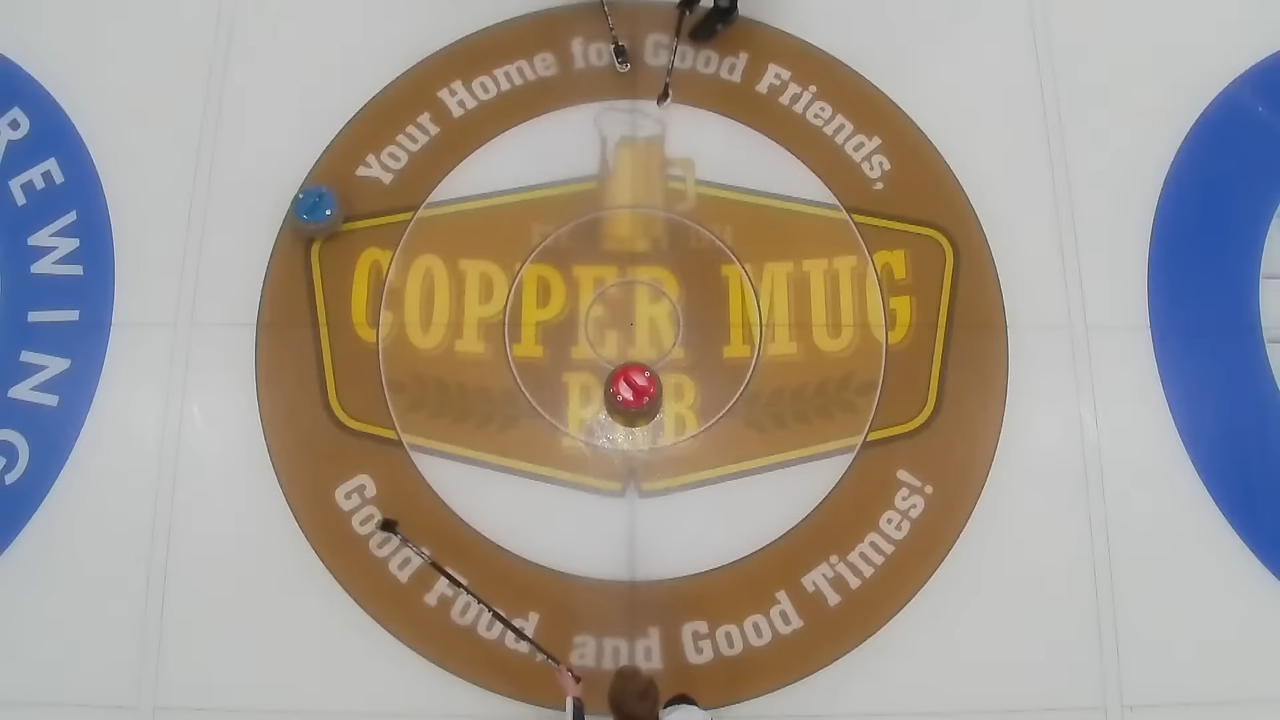 Your Home for Good Friends,
COPPER MUG
PUB
Good Food, and Good Times!
REWING